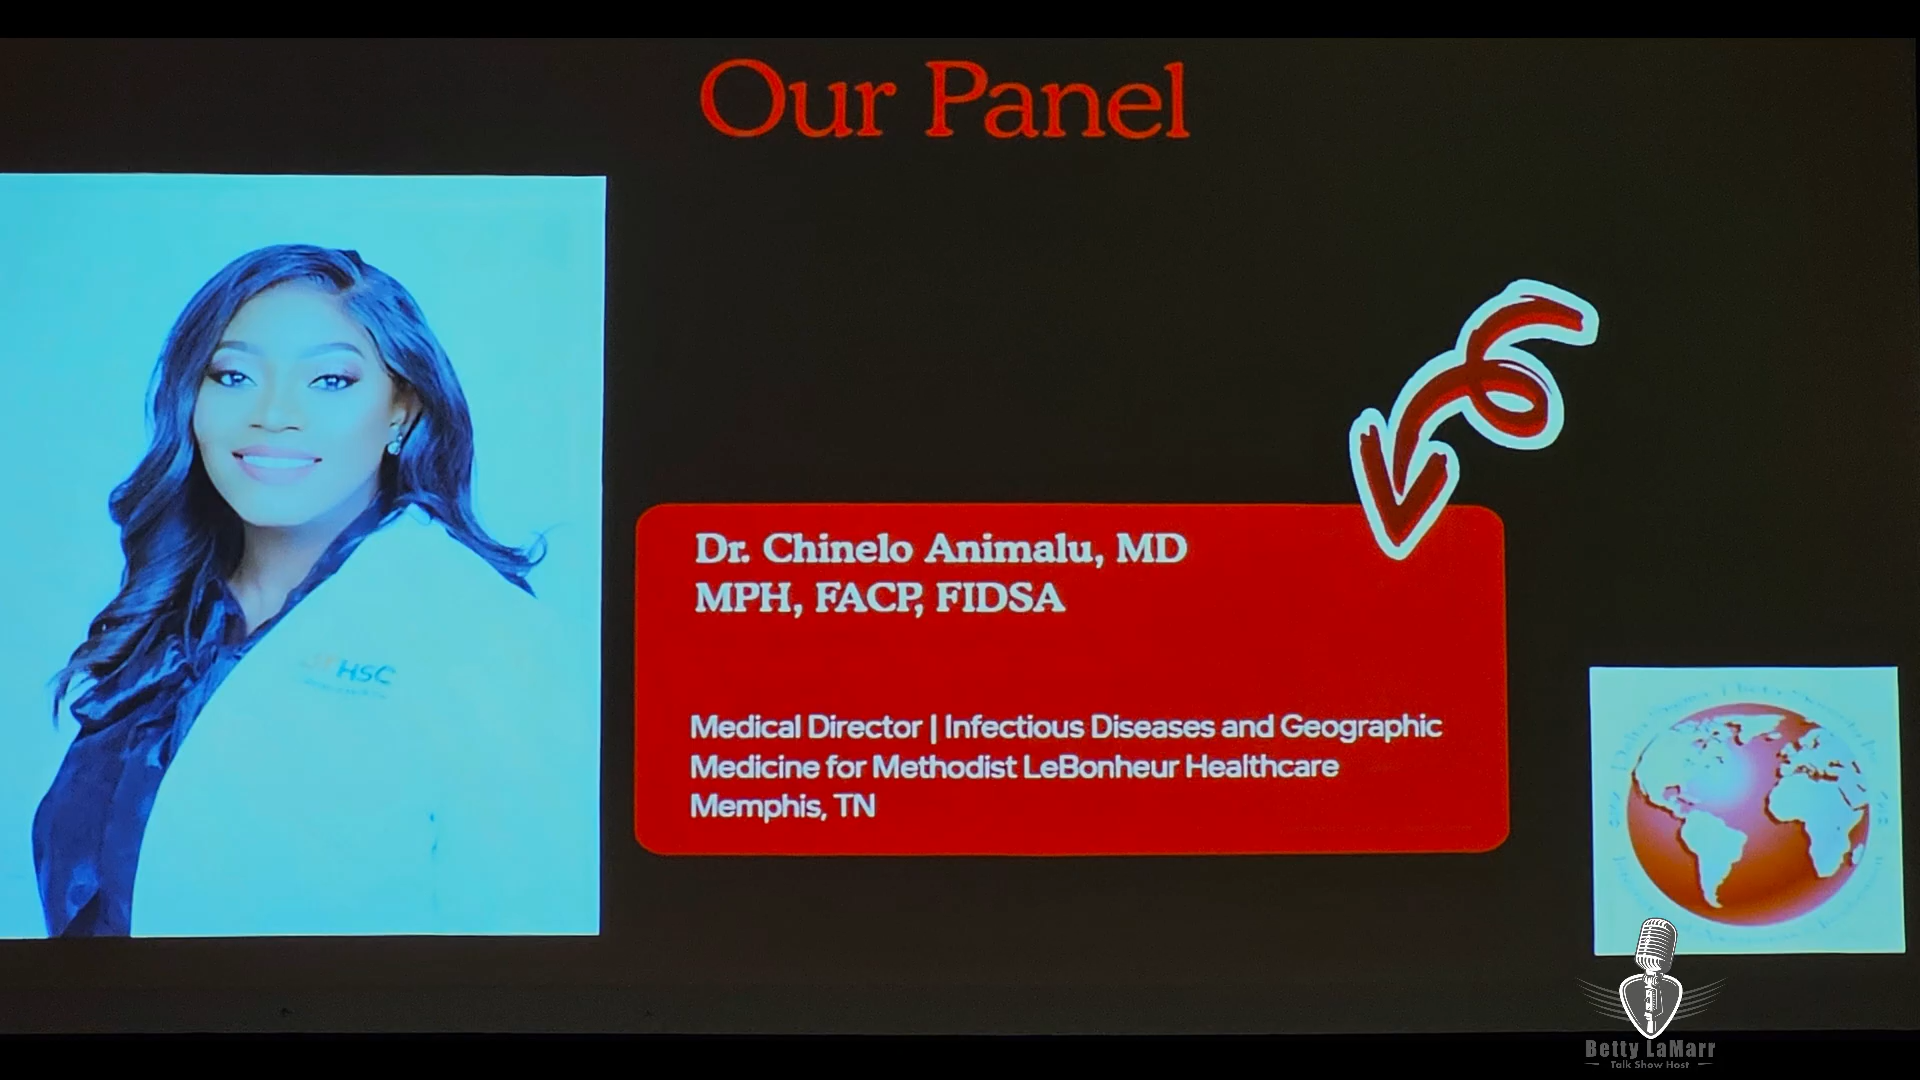 Our Panel
Dr. Chinelo Animalu, MD
MPH, FACP, FIDSA
Medical Director | Infectious Diseases and Geographic
Medicine for Methodist LeBonheur Healthcare
Memphis, TN
HSC
Betty LaMarr
Talk Show Host